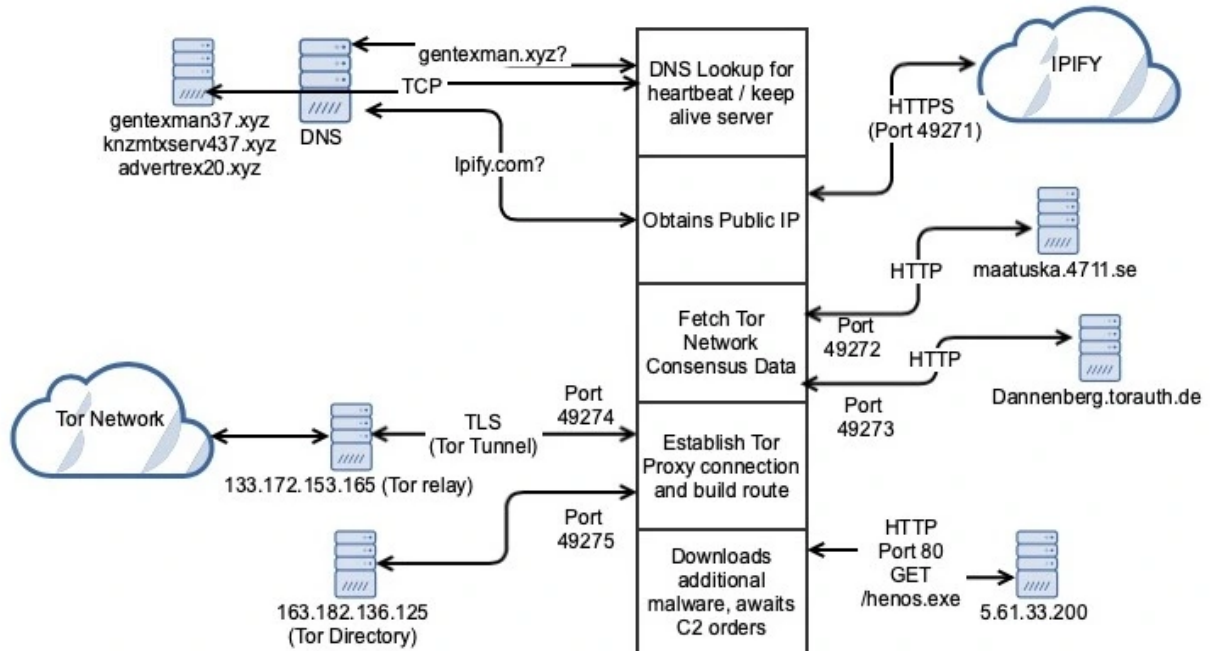 gentexman.xyz?
TCP
gentexman37.xyz
knzmtxserv437.xyz
advertrex20.xyz
DNS
Ipify.com?
DNS Lookup for
heartbeat / keep
alive server
IPIFY
HTTPS
(Port 49271)
Obtains Public IP
HTTP
maatuska.4711.se
Port
49272
Fetch Tor
Network
Consensus Data
HTTP
Dannenberg.torauth.de
Port
49273
Tor Network
133.172.153.165 (Tor relay)
TLS
(Tor Tunnel)
Port
49274
Establish Tor
Proxy connection
and build route
Port
49275
163.182.136.125
(Tor Directory)
Downloads
additional
malware, awaits
C2 orders
HTTP
Port 80
GET
/henos.exe
5.61.33.200